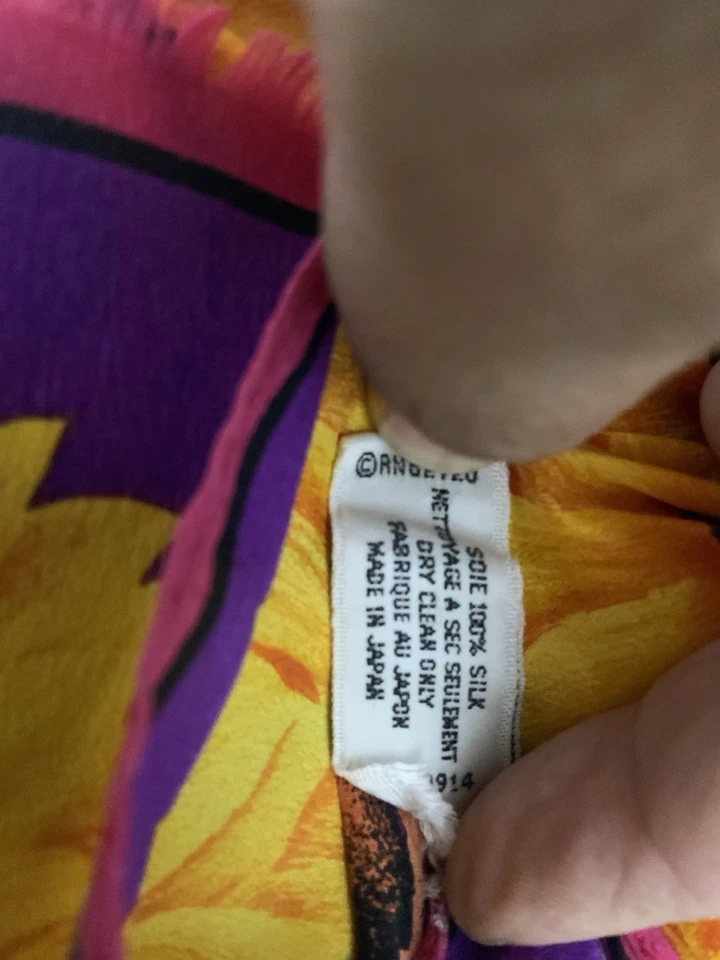 SOIE 100% SILK
NETTOYAGE A SEC SEULEMENT
DRY CLEAN ONLY
FABRIQUE AU JAPON
MADE IN JAPAN